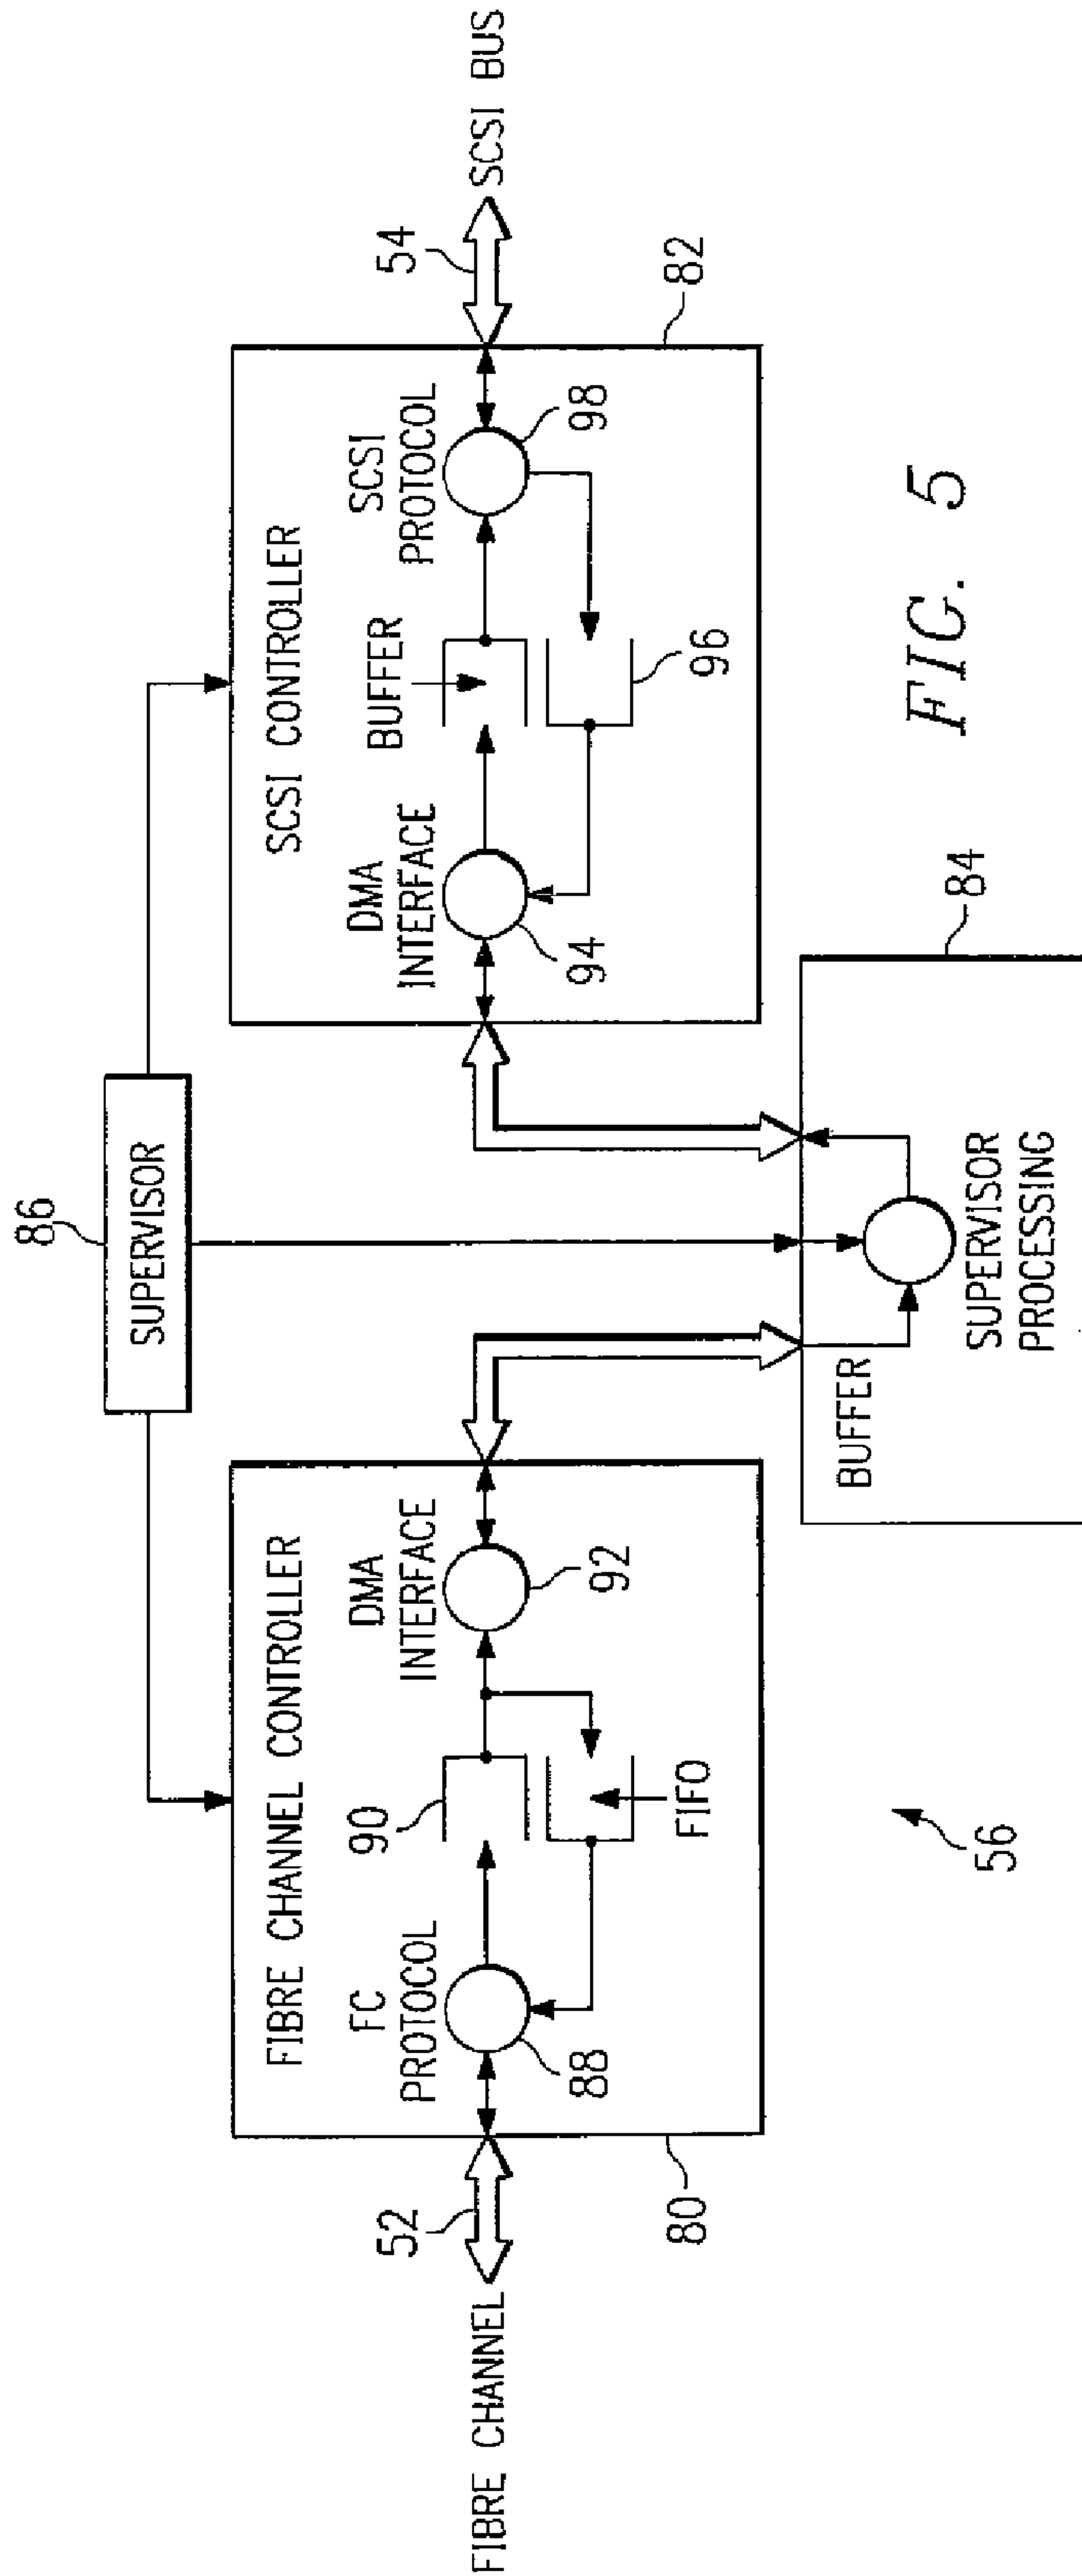 86
SUPERVISOR
FIBRE CHANNEL CONTROLLER
SCSI CONTROLLER
FIBRE CHANNEL
52
FC
PROTOCOL
88
90
FIFO
DMA
INTERFACE
92
80
DMA
INTERFACE
94
BUFFER
96
SCSI
PROTOCOL
98
54
SCSI BUS
82
BUFFER
SUPERVISOR
PROCESSING
84
56
FIG. 5